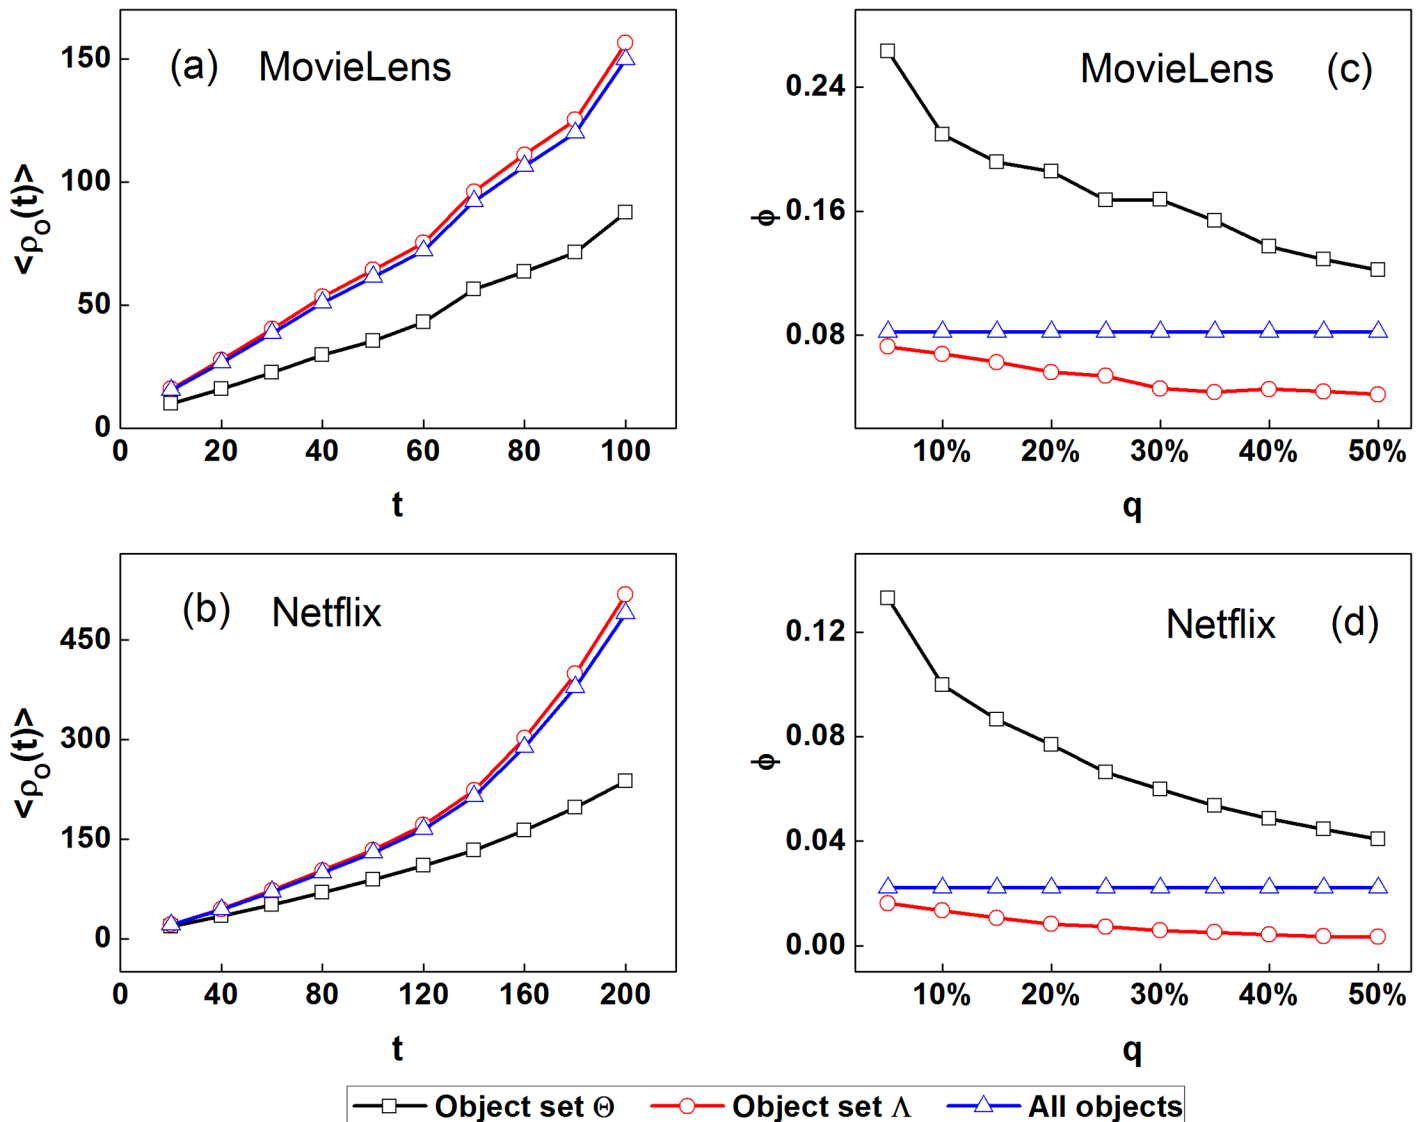 (a) MovieLens
<ρO(t)>
150
100
50
0
0 20 40 60 80 100
t
MovieLens (c)
ϕ
0.24
0.16
0.08
10% 20% 30% 40% 50%
q
(b) Netflix
<ρO(t)>
450
300
150
0
0 40 80 120 160 200
t
Netflix (d)
ϕ
0.12
0.08
0.04
0.00
10% 20% 30% 40% 50%
q
Object set Θ Object set Λ All objects